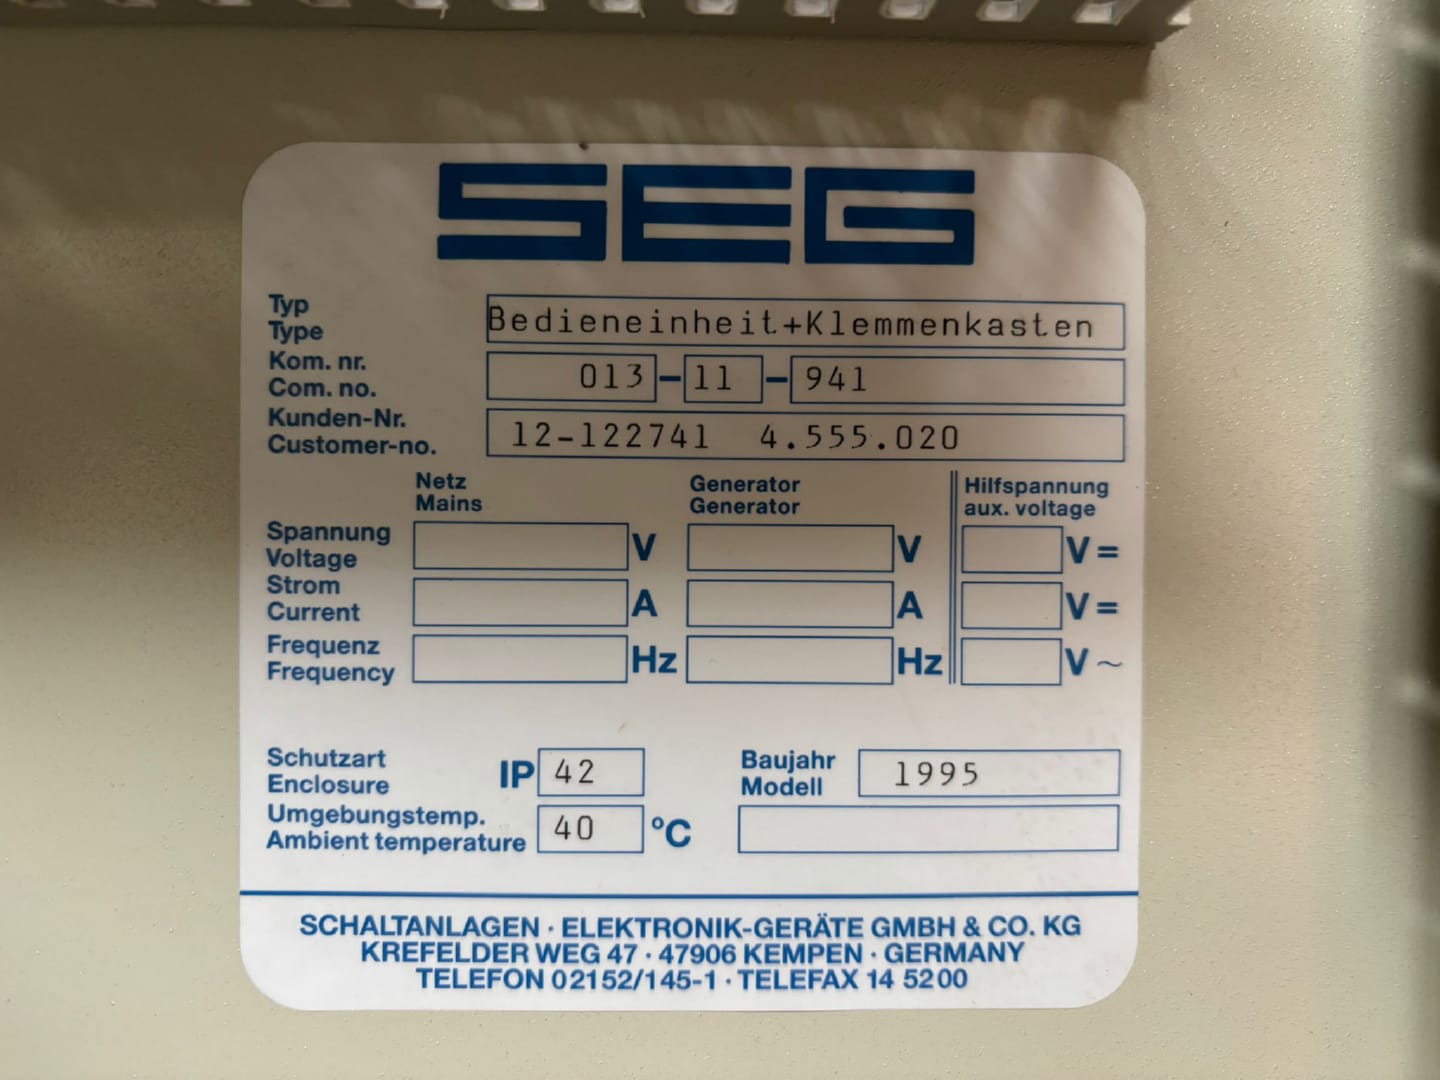 SEG
Typ
Type
Bedieneinheit+Klemmenkasten
Kom. nr.
Com. no.
013-11-941
Kunden-Nr.
Customer-no.
12-122741 4.555.020
Netz
Mains
Generator
Generator
Hilfspannung
aux. voltage
Spannung
Voltage
V V V =
Strom
Current
A A V =
Frequenz
Frequency
Hz Hz V ~
Schutzart
Enclosure
IP 42
Baujahr
Modell
1995
Umgebungstemp.
Ambient temperature
40 °C
SCHALTANLAGEN · ELEKTRONIK-GERÄTE GMBH & CO. KG
KREFELDER WEG 47 · 47906 KEMPEN · GERMANY
TELEFON 02152/145-1 · TELEFAX 14 5200